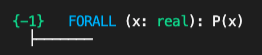 {-1}   FORALL (x: real): P(x)
├───────